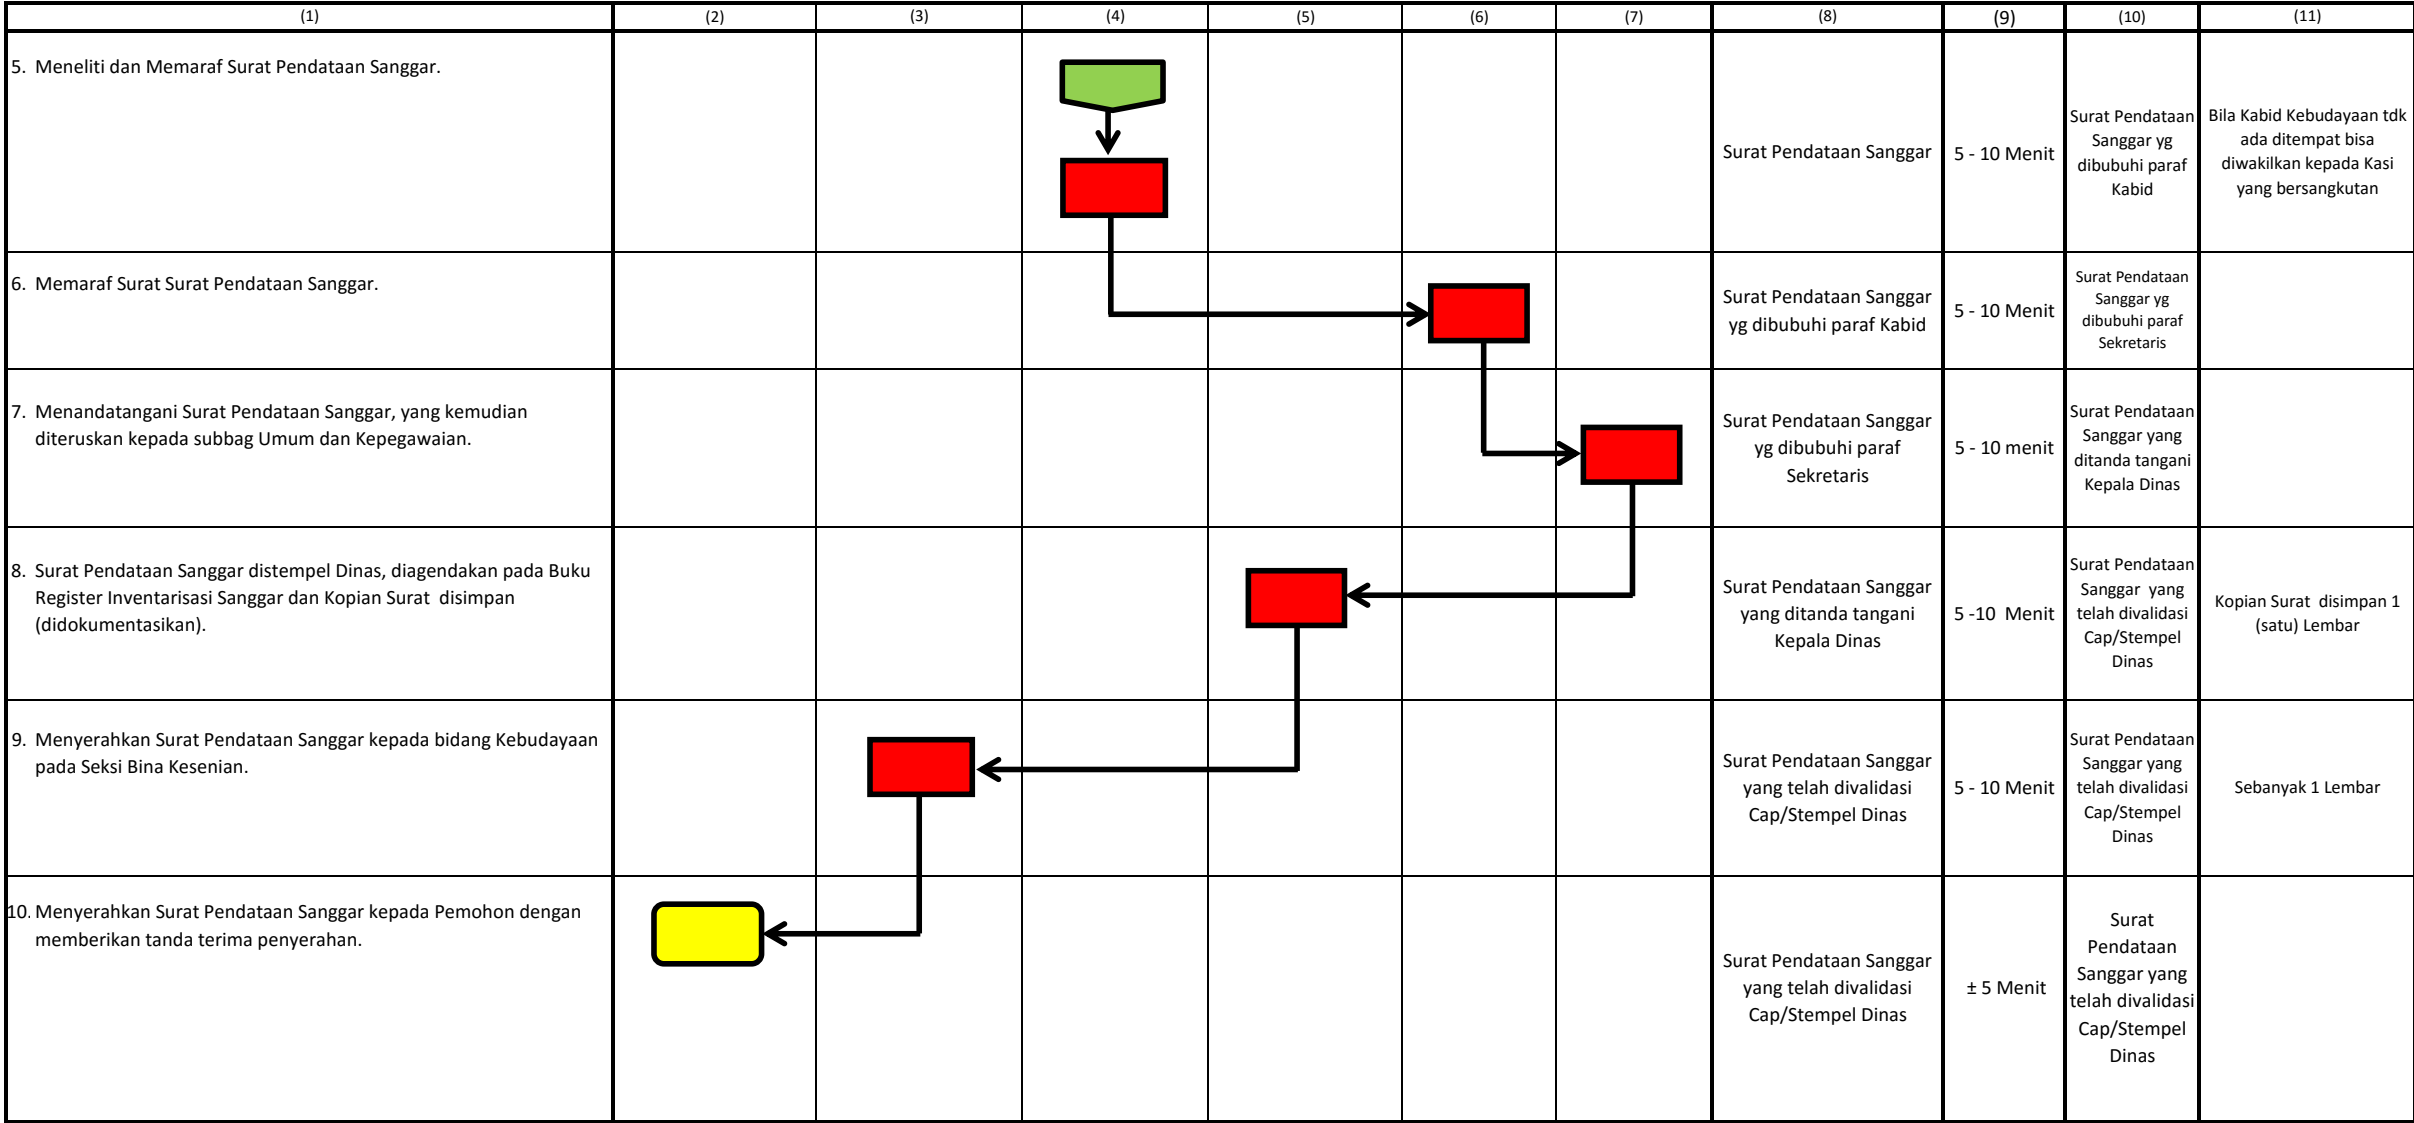 (1) (2) (3) (4) (5) (6) (7) (8) (9) (10) (11)
5. Meneliti dan Memaraf Surat Pendataan Sanggar.
Surat Pendataan Sanggar
5 - 10 Menit
Surat Pendataan
Sanggar yg
dibubuhi paraf
Kabid
Bila Kabid Kebudayaan tdk
ada ditempat bisa
diwakilkan kepada Kasi
yang bersangkutan
6. Memaraf Surat Surat Pendataan Sanggar.
Surat Pendataan Sanggar
yg dibubuhi paraf Kabid
5 - 10 Menit
Surat Pendataan
Sanggar yg
dibubuhi paraf
Sekretaris
7. Menandatangani Surat Pendataan Sanggar, yang kemudian
diteruskan kepada subbag Umum dan Kepegawaian.
Surat Pendataan Sanggar
yg dibubuhi paraf
Sekretaris
5 - 10 menit
Surat Pendataan
Sanggar yang
ditanda tangani
Kepala Dinas
8. Surat Pendataan Sanggar distempel Dinas, diagendakan pada Buku
Register Inventarisasi Sanggar dan Kopian Surat  disimpan
(didokumentasikan).
Surat Pendataan Sanggar
yang ditanda tangani
Kepala Dinas
5 -10  Menit
Surat Pendataan
Sanggar  yang
telah divalidasi
Cap/Stempel
Dinas
Kopian Surat  disimpan 1
(satu) Lembar
9. Menyerahkan Surat Pendataan Sanggar kepada bidang Kebudayaan
pada Seksi Bina Kesenian.
Surat Pendataan Sanggar
yang telah divalidasi
Cap/Stempel Dinas
5 - 10 Menit
Surat Pendataan
Sanggar yang
telah divalidasi
Cap/Stempel
Dinas
Sebanyak 1 Lembar
10. Menyerahkan Surat Pendataan Sanggar kepada Pemohon dengan
memberikan tanda terima penyerahan.
Surat Pendataan Sanggar
yang telah divalidasi
Cap/Stempel Dinas
± 5 Menit
Surat
Pendataan
Sanggar yang
telah divalidasi
Cap/Stempel
Dinas